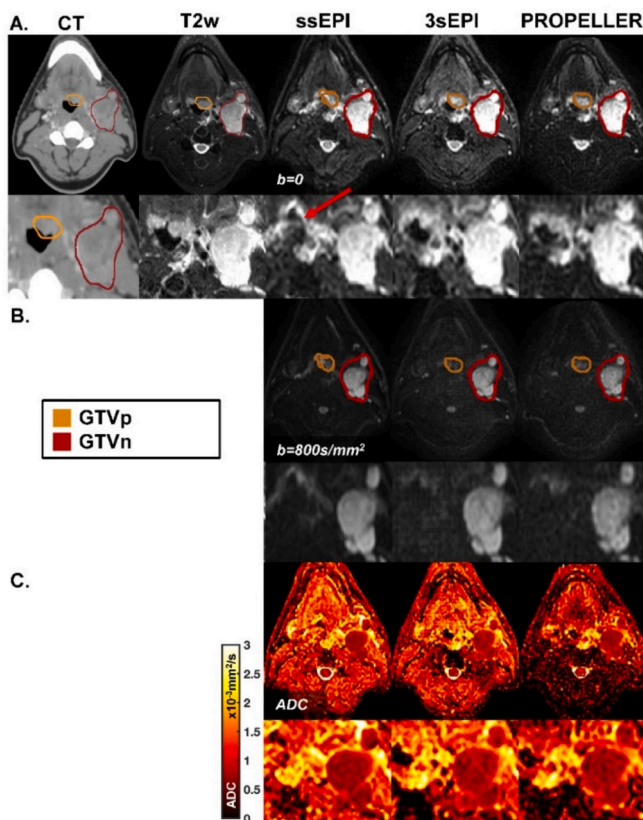 A. CT T2w ssEPI 3sEPI PROPELLER
b=0
B.
GTVp
GTVn
b=800s/mm²
C.
3
2.5
2
1.5
1
0.5
0
x10⁻³mm²/s
ADC
ADC